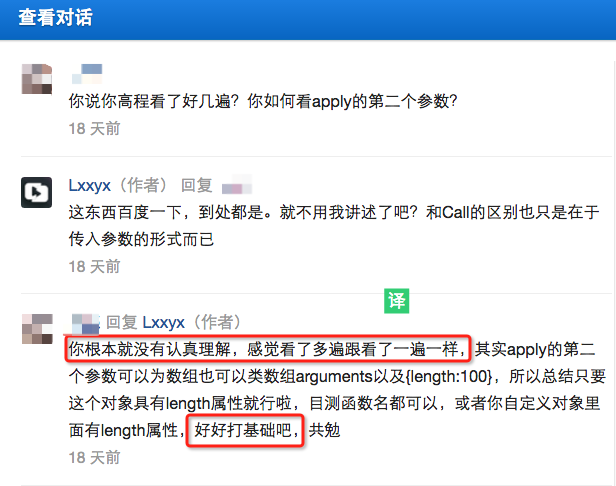 查看对话
你说你高程看了好几遍？你如何看apply的第二个参数？
18 天前
Lxxyx（作者） 回复
这东西百度一下，到处都是。就不用我讲述了吧？和Call的区别也只是在于
传入参数的形式而已
18 天前
译
回复 Lxxyx（作者）
你根本就没有认真理解，感觉看了多遍跟看了一遍一样，其实apply的第二
个参数可以为数组也可以类数组arguments以及{length:100}，所以总结只要
这个对象具有length属性就行啦，目测函数名都可以，或者你自定义对象里
面有length属性，好好打基础吧，共勉
18 天前